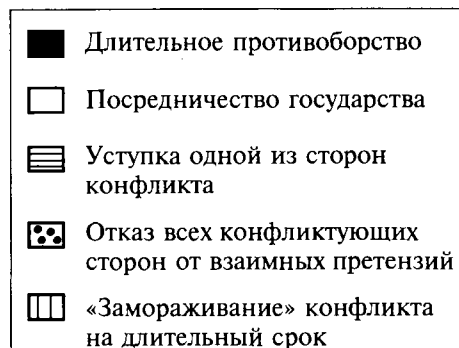 Длительное противоборство
Посредничество государства
Уступка одной из сторон
конфликта
Отказ всех конфликтующих
сторон от взаимных претензий
«Замораживание» конфликта
на длительный срок